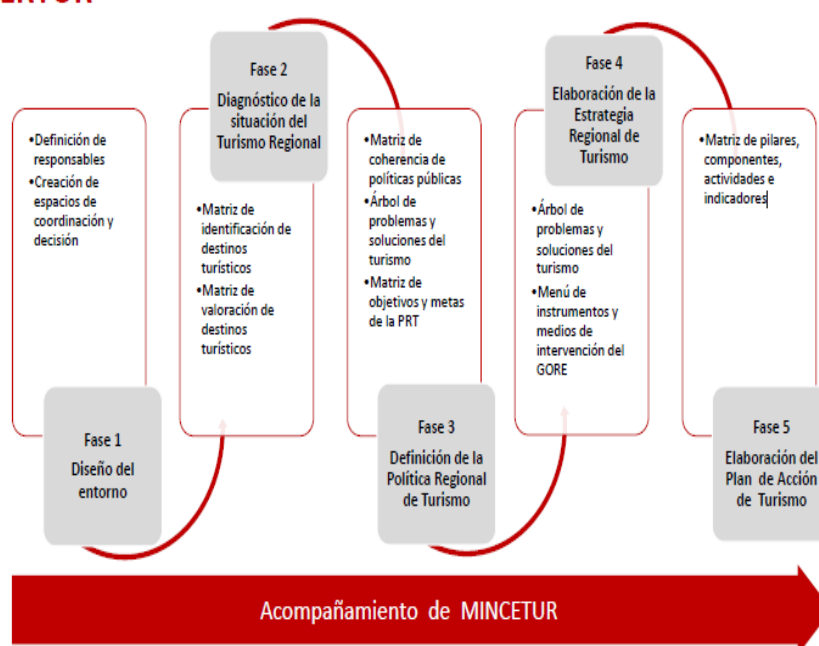 Fase 1
Diseño del
entorno
•Definición de
responsables
•Creación de
espacios de
coordinación y
decisión
Fase 2
Diagnóstico de la
situación del
Turismo Regional
•Matriz de
identificación de
destinos
turísticos
•Matriz de
valoración de
destinos
turísticos
Fase 3
Definición de la
Política Regional
de Turismo
•Matriz de
coherencia de
políticas públicas
•Árbol de
problemas y
soluciones del
turismo
•Matriz de
objetivos y metas
de la PRT
Fase 4
Elaboración de la
Estrategia
Regional de
Turismo
•Árbol de
problemas y
soluciones del
turismo
•Menú de
instrumentos y
medios de
intervención del
GORE
Fase 5
Elaboración del
Plan de Acción
de Turismo
•Matriz de pilares,
componentes,
actividades e
indicadores
Acompañamiento de MINCETUR